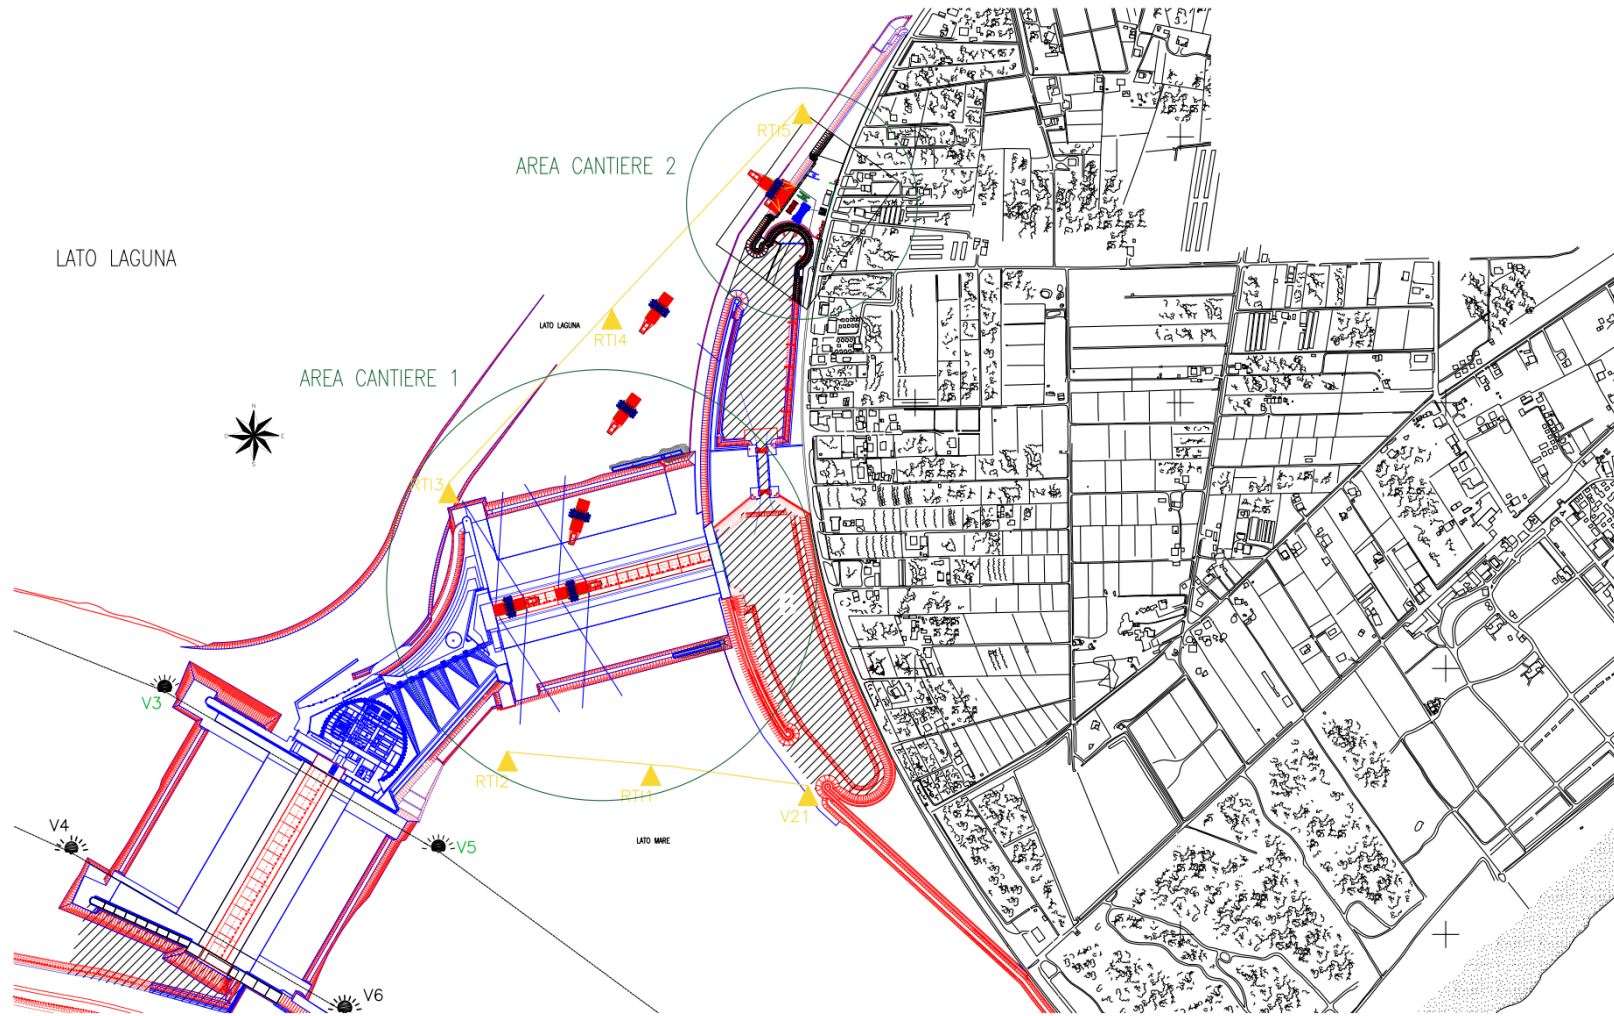 RTI5
AREA CANTIERE 2
LATO LAGUNA
LATO LAGUNA
RTI4
AREA CANTIERE 1
N
E
S
RTI3
V3
RTI2
RTI1
V21
V4
V5
LATO MARE
V6